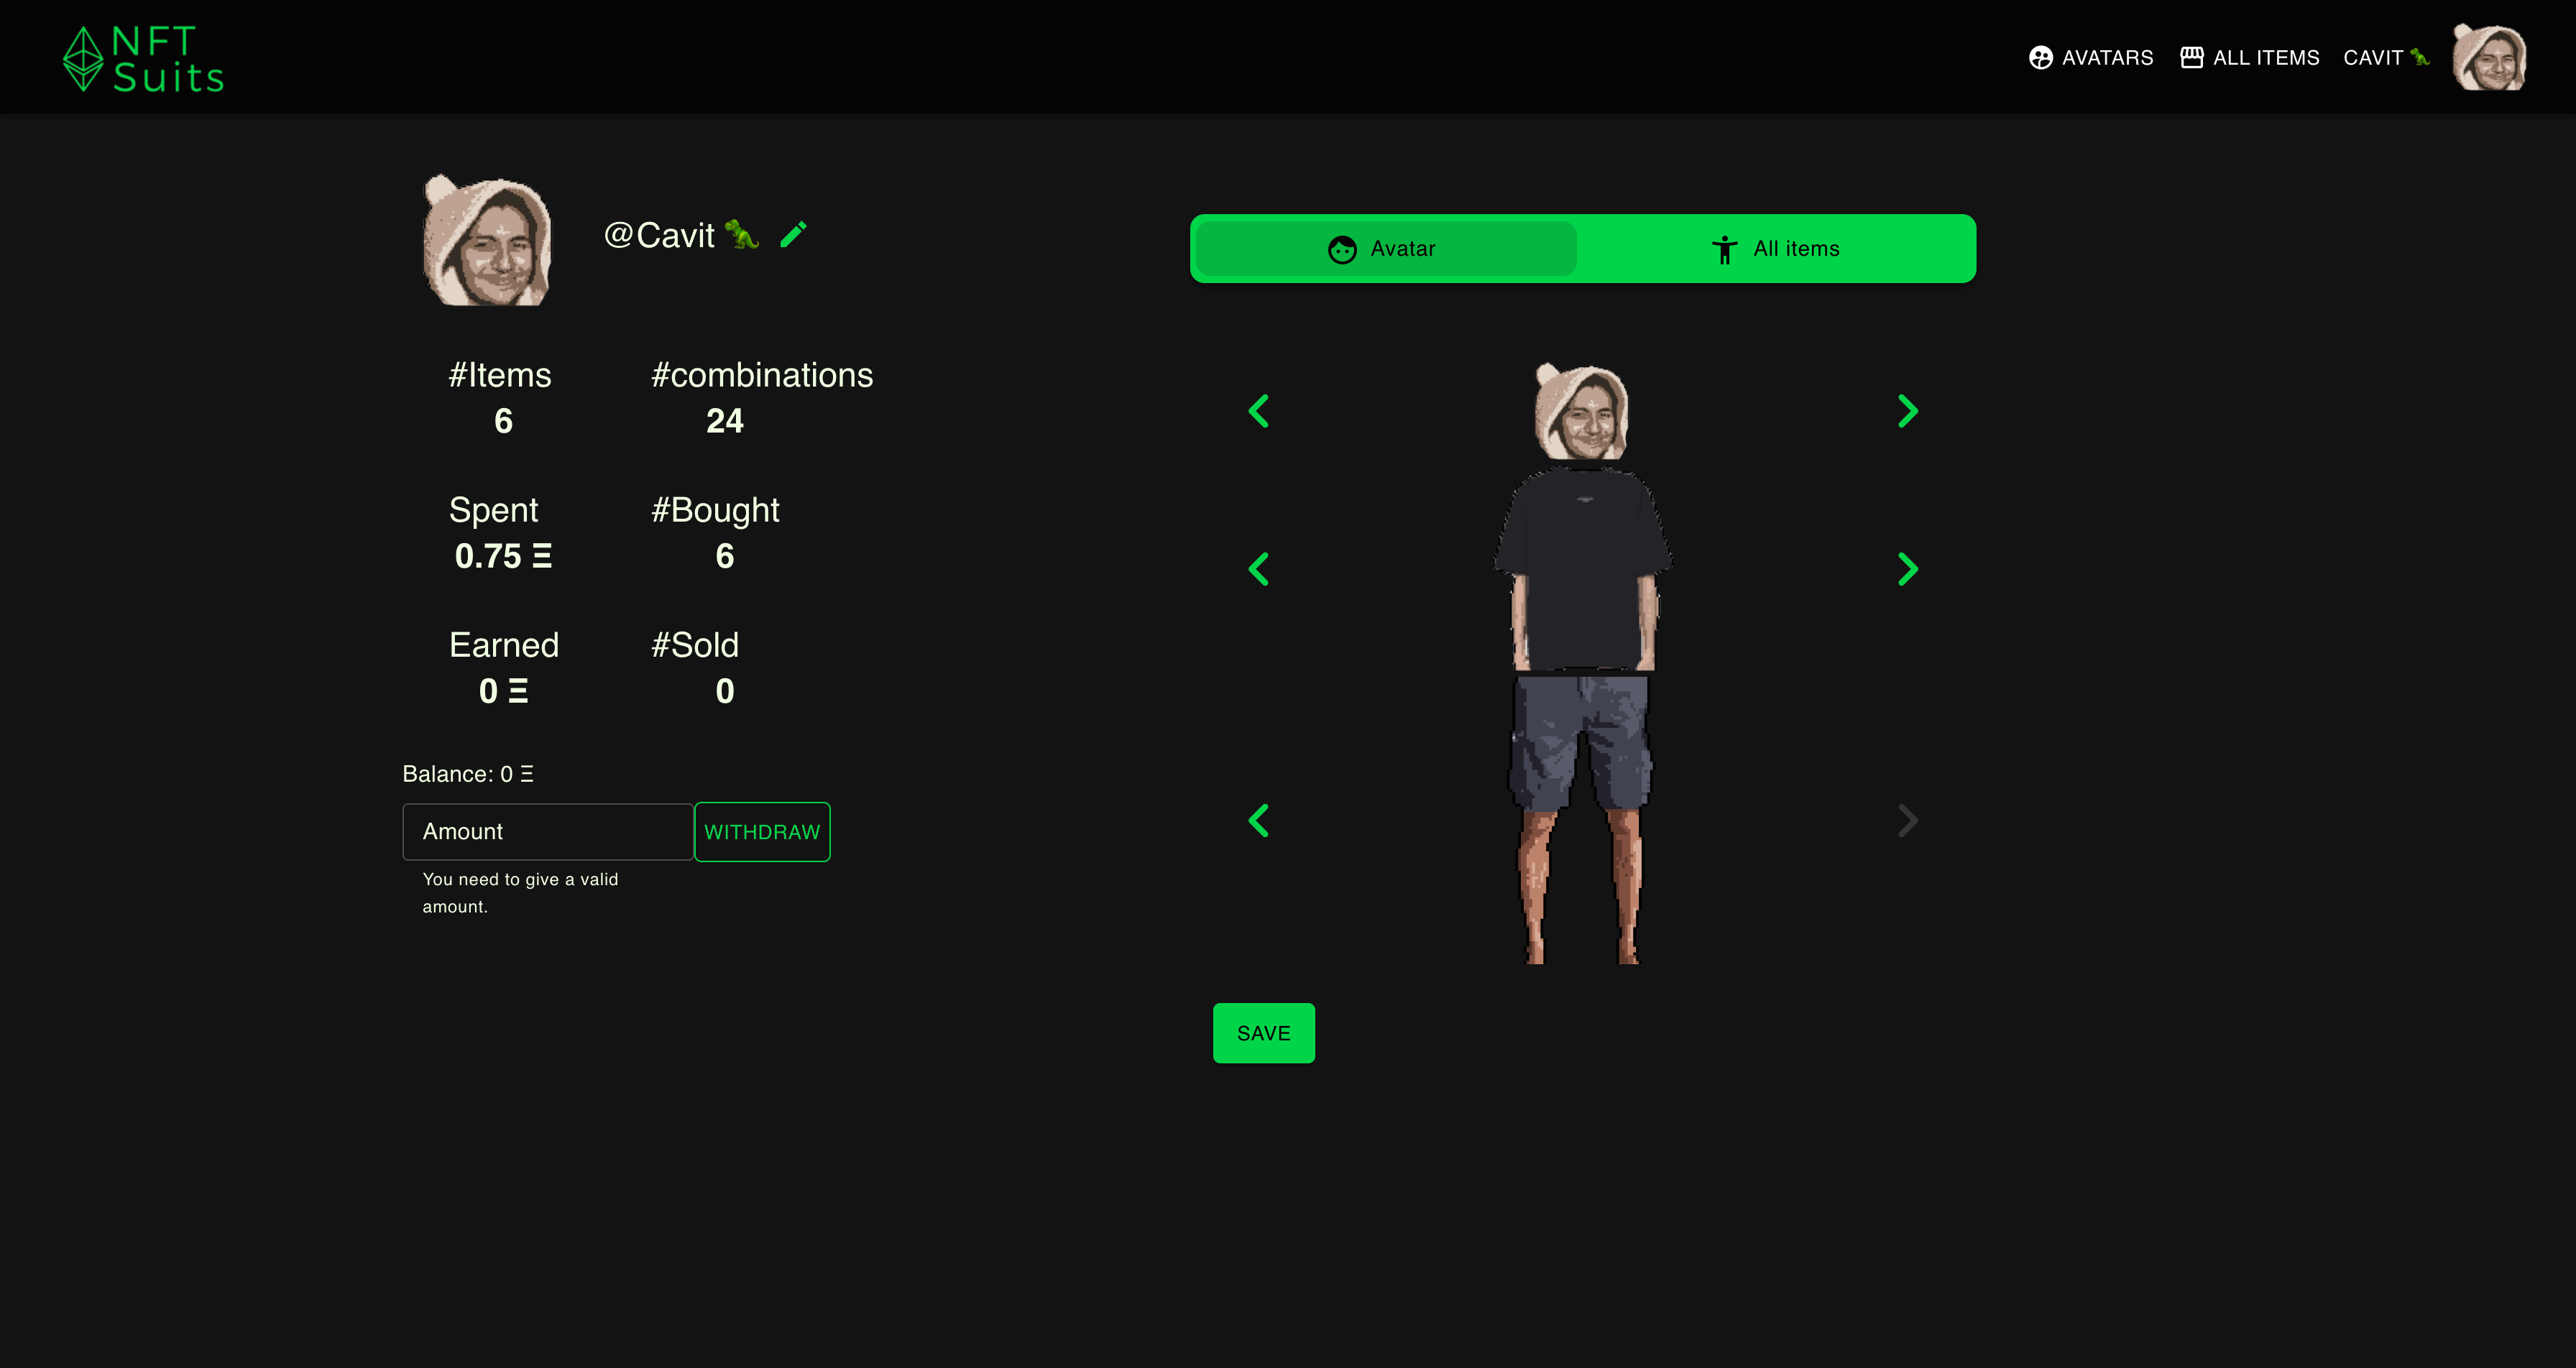 NFT
Suits
AVATARS
ALL ITEMS
CAVIT 🦖
@Cavit 🦖
Avatar
All items
#Items
6
#combinations
24
Spent
0.75 Ξ
#Bought
6
Earned
0 Ξ
#Sold
0
Balance: 0 Ξ
Amount
WITHDRAW
You need to give a valid
amount.
SAVE